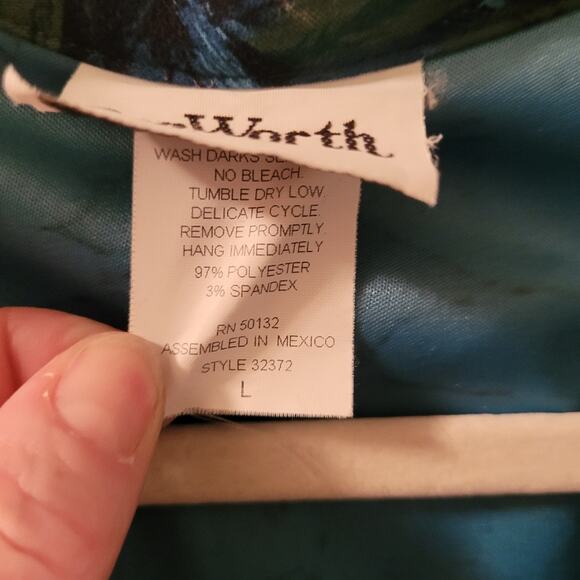 Worth
WASH DARKS
NO BLEACH.
TUMBLE DRY LOW.
DELICATE CYCLE.
REMOVE PROMPTLY.
HANG IMMEDIATELY
97% POLYESTER
3% SPANDEX
RN 50132
ASSEMBLED IN MEXICO
STYLE 32372
L